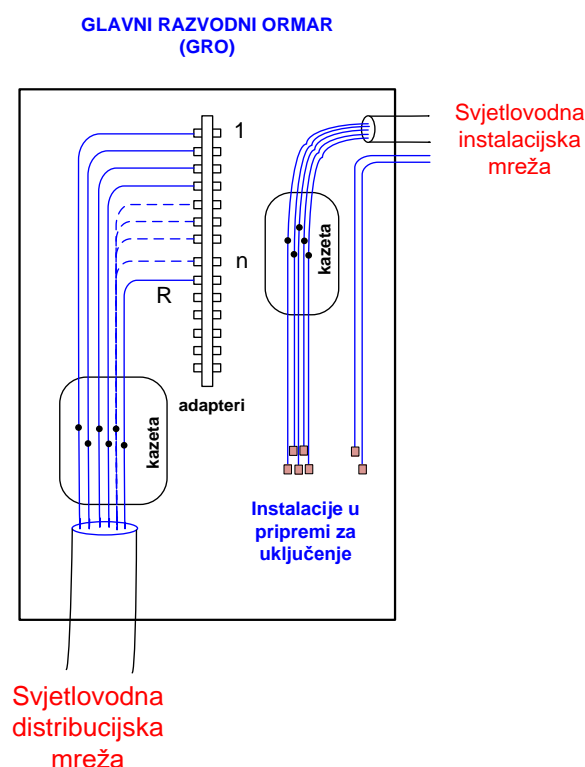 GLAVNI RAZVODNI ORMAR
(GRO)
Svjetlovodna
instalacijska
mreža
1
n
R
kazeta
adapteri
kazeta
Instalacije u
pripremi za
uključenje
Svjetlovodna
distribucijska
mreža